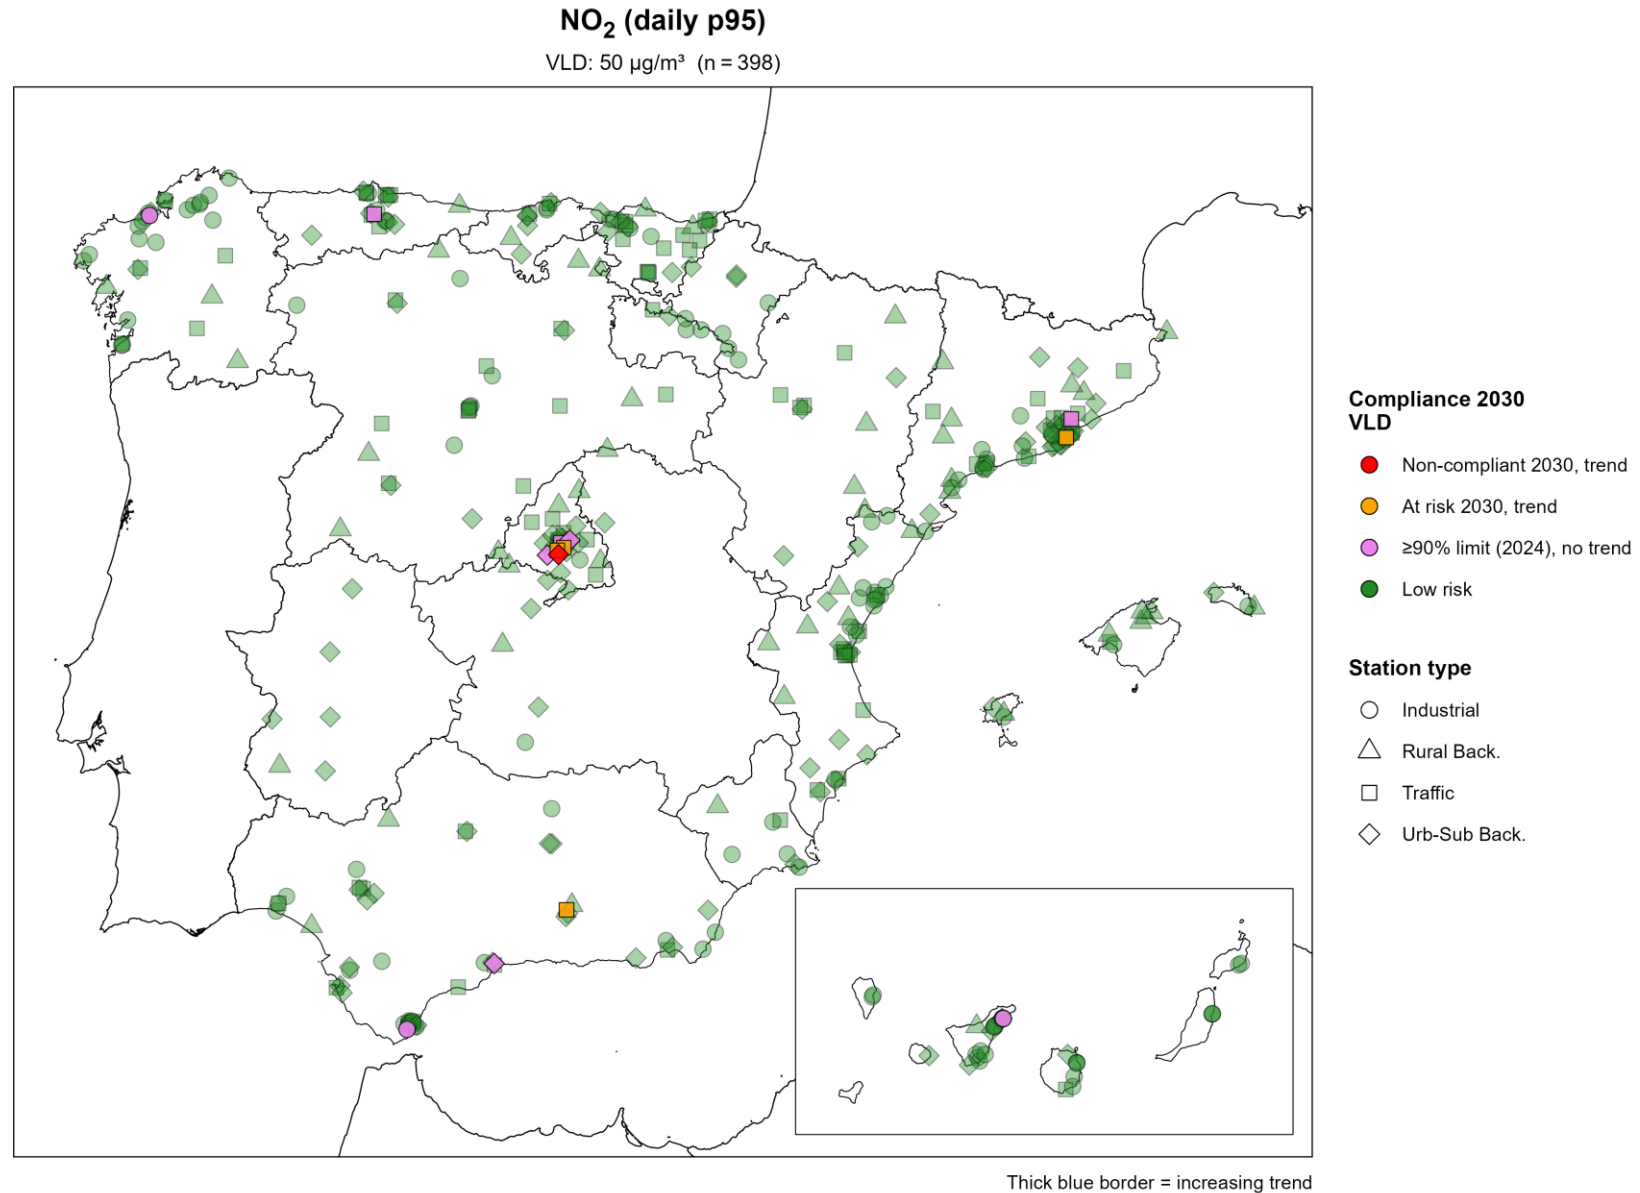 NO₂ (daily p95)
VLD: 50 µg/m³ (n = 398)
Compliance 2030
VLD
Non-compliant 2030, trend
At risk 2030, trend
≥90% limit (2024), no trend
Low risk
Station type
Industrial
Rural Back.
Traffic
Urb-Sub Back.
Thick blue border = increasing trend